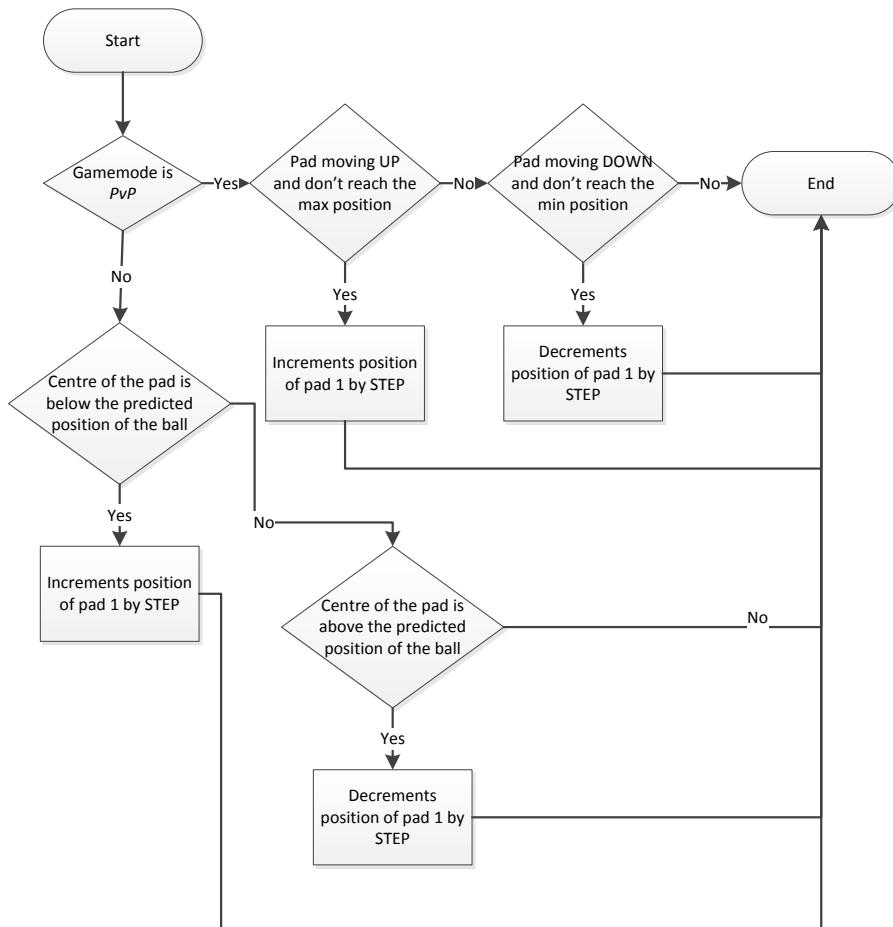 Start
Gamemode is
PvP
Yes
Pad moving UP
and don't reach the
max position
No
Pad moving DOWN
and don't reach the
min position
No
End
No
Yes
Yes
Increments position
of pad 1 by STEP
Decrements
position of pad 1 by
STEP
Centre of the pad is
below the predicted
position of the ball
Yes
No
Increments position
of pad 1 by STEP
Centre of the pad is
above the predicted
position of the ball
No
Yes
Decrements
position of pad 1 by
STEP